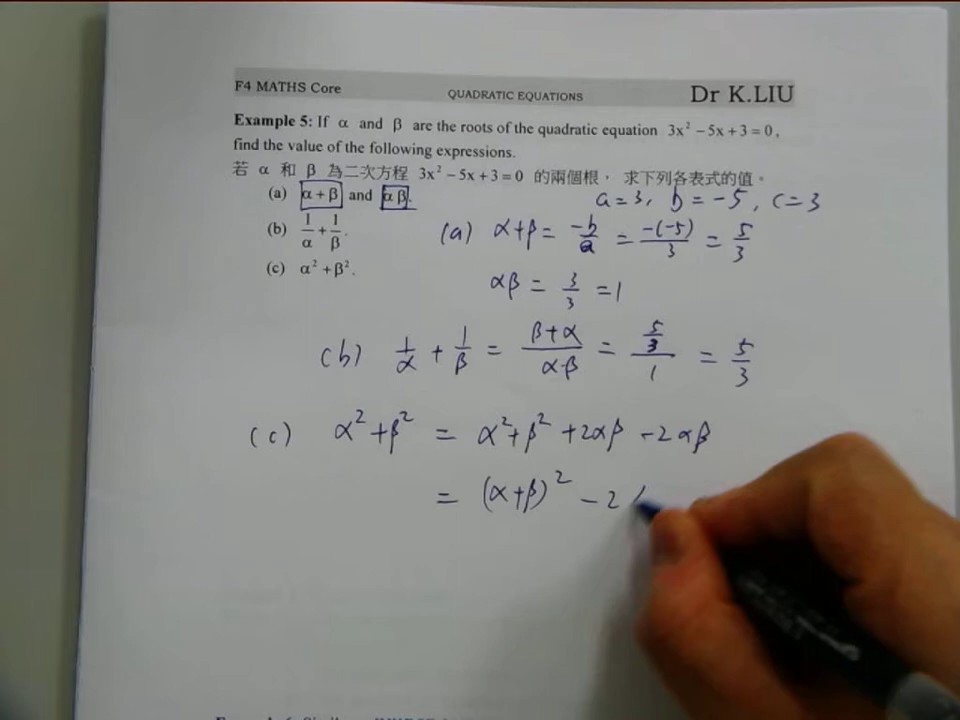 F4 MATHS Core QUADRATIC EQUATIONS Dr K.LIU
Example 5: If α and β are the roots of the quadratic equation 3x² − 5x + 3 = 0,
find the value of the following expressions.
若 α 和 β 為二次方程 3x² − 5x + 3 = 0 的兩個根，求下列各表式的值。
(a) α + β and αβ.
a = 3, b = -5, c = 3
(b) 1/α + 1/β.
(a) α+β = -b/a = -(-5)/3 = 5/3
(c) α² + β².
αβ = 3/3 = 1
(b) 1/α + 1/β = β+α/αβ = 5/3/1 = 5/3
(c) α² + β² = α² + β² + 2αβ - 2αβ
= (α+β)² - 2(